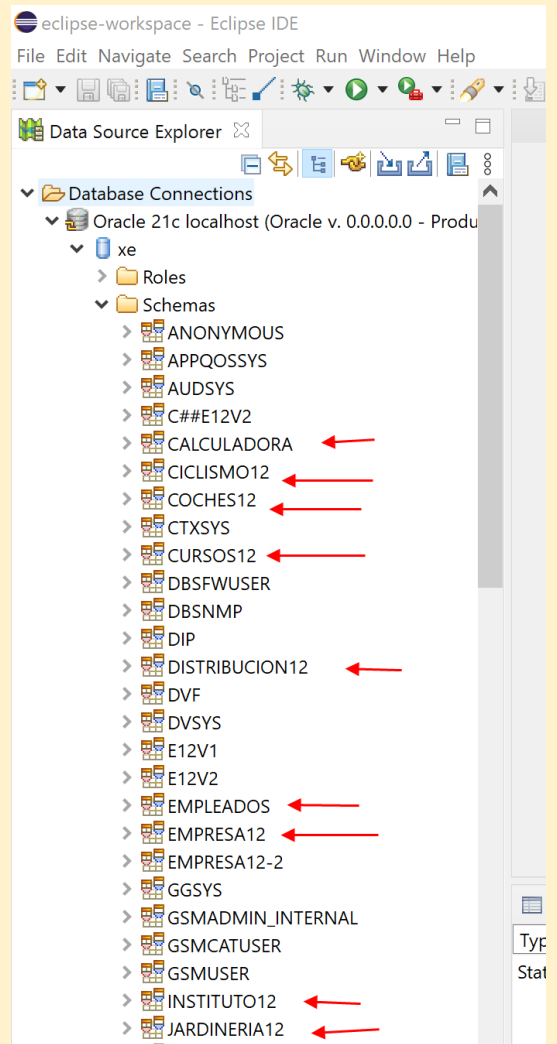 eclipse-workspace - Eclipse IDE
File Edit Navigate Search Project Run Window Help
Data Source Explorer
Database Connections
Oracle 21c localhost (Oracle v. 0.0.0.0.0 - Produ
xe
Roles
Schemas
ANONYMOUS
APPQOSSYS
AUDSYS
C##E12V2
CALCULADORA
CICLISMO12
COCHES12
CTXSYS
CURSOS12
DBSFWUSER
DBSNMP
DIP
DISTRIBUCION12
DVF
DVSYS
E12V1
E12V2
EMPLEADOS
EMPRESA12
EMPRESA12-2
GGSYS
GSMADMIN_INTERNAL
GSMCATUSER
GSMUSER
INSTITUTO12
JARDINERIA12
Typ
Stat